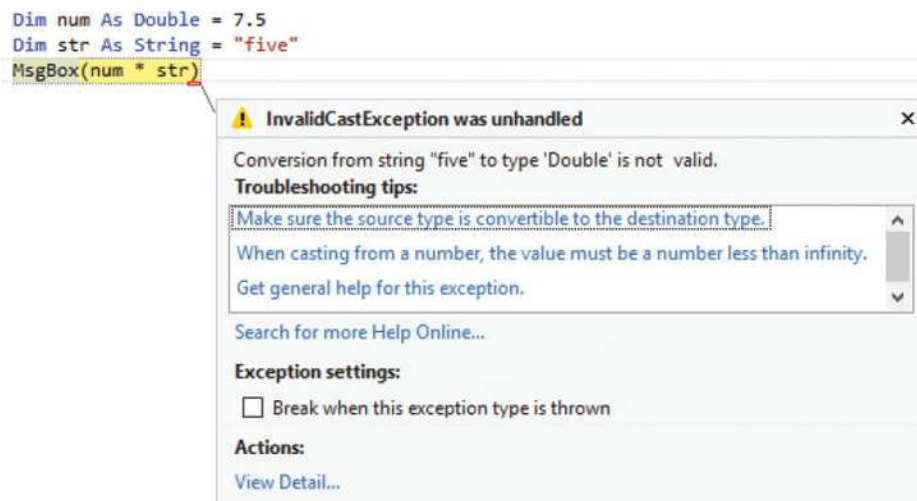 Dim num As Double = 7.5
Dim str As String = "five"
MsgBox(num * str)
InvalidCastException was unhandled
Conversion from string "five" to type 'Double' is not valid.
Troubleshooting tips:
Make sure the source type is convertible to the destination type.
When casting from a number, the value must be a number less than infinity.
Get general help for this exception.
Search for more Help Online...
Exception settings:
Break when this exception type is thrown
Actions:
View Detail...